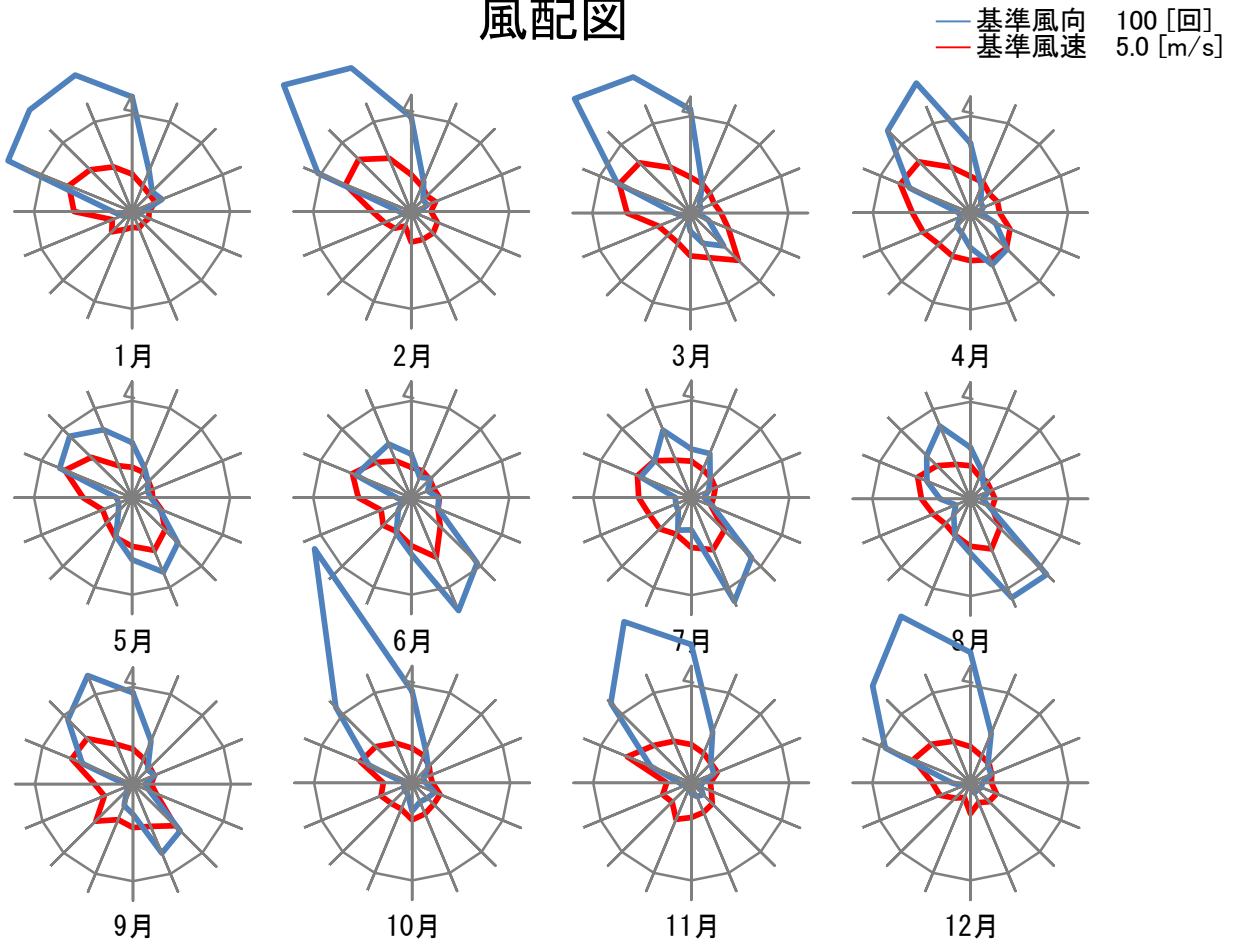 風配図
基準風向 100 [回]
基準風速 5.0 [m/s]
1月
2月
3月
4月
5月
6月
7月
8月
9月
10月
11月
12月